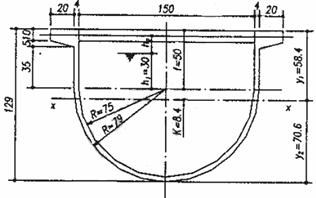 20 4 150 4 20
5 10
35
129
h₂
h₁=30
f=50
y₁=58.4
x x
K=8.4
R=75
R=79
y₂=70.6